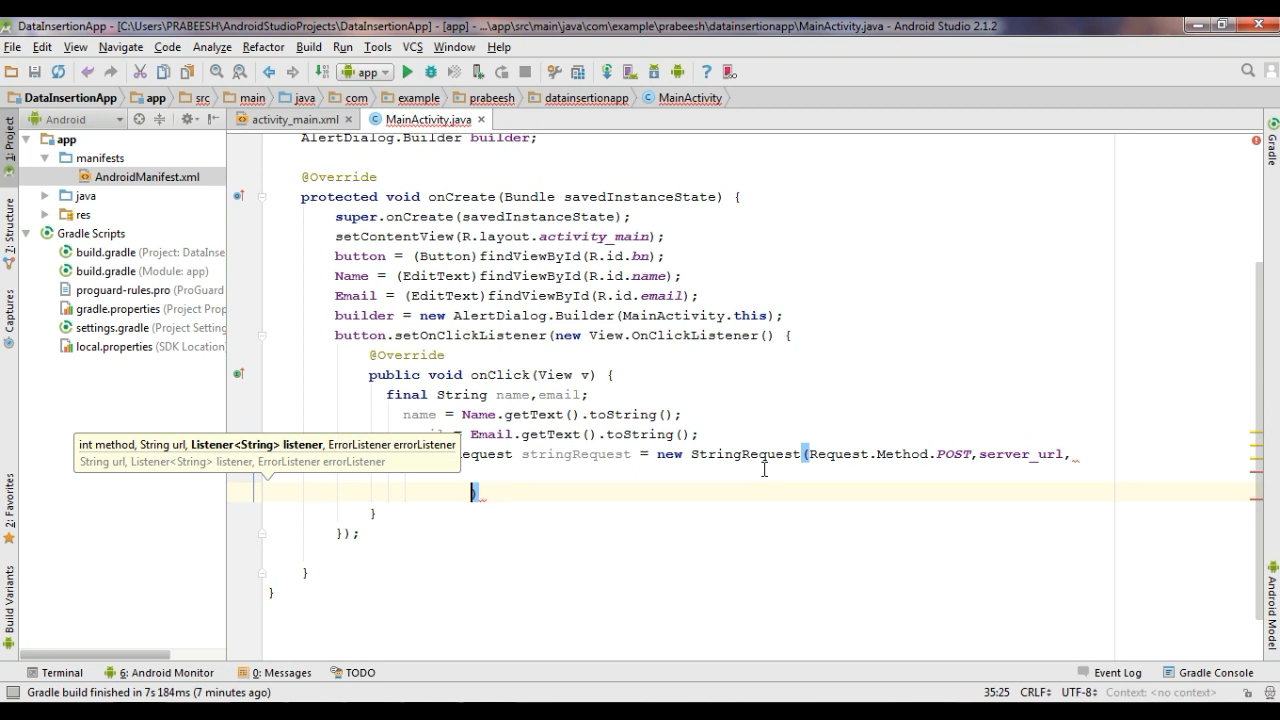 DataInsertionApp - [C:\Users\PRABEESH\AndroidStudioProjects\DataInsertionApp] - [app] - ...\app\src\main\java\com\example\prabeesh\datainsertionapp\MainActivity.java - Android Studio 2.1.2
File Edit View Navigate Code Analyze Refactor Build Run Tools VCS Window Help
app
DataInsertionApp app src main java com example prabeesh datainsertionapp MainActivity
Android activity_main.xml MainActivity.java
1: Project
7: Structure
Captures
2: Favorites
Build Variants
app
manifests
AndroidManifest.xml
java
res
Gradle Scripts
build.gradle (Project: DataInse
build.gradle (Module: app)
proguard-rules.pro (ProGuard
gradle.properties (Project Prop
settings.gradle (Project Setting
local.properties (SDK Location)
AlertDialog.Builder builder;
@Override
protected void onCreate(Bundle savedInstanceState) {
super.onCreate(savedInstanceState);
setContentView(R.layout.activity_main);
button = (Button)findViewById(R.id.bn);
Name = (EditText)findViewById(R.id.name);
Email = (EditText)findViewById(R.id.email);
builder = new AlertDialog.Builder(MainActivity.this);
button.setOnClickListener(new View.OnClickListener() {
@Override
public void onClick(View v) {
final String name,email;
name = Name.getText().toString();
= Email.getText().toString();
int method, String url, Listener<String> listener, ErrorListener errorListener
String url, Listener<String> listener, ErrorListener errorListener
equest stringRequest = new StringRequest(Request.Method.POST,server_url,
)
}
});
}
}
Gradle
Android Model
Terminal 6: Android Monitor 0: Messages TODO Event Log Gradle Console
Gradle build finished in 7s 184ms (7 minutes ago) 35:25 CRLF UTF-8 Context: <no context>